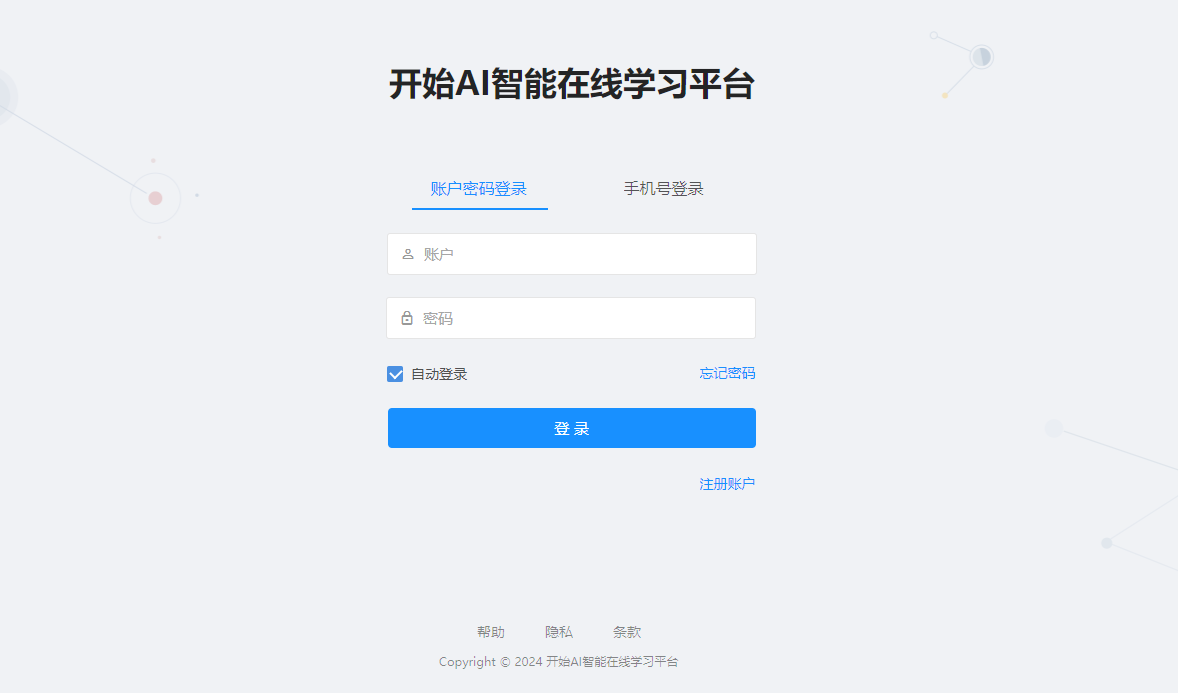 开始AI智能在线学习平台
账户密码登录 手机号登录
账户
密码
自动登录 忘记密码
登 录
注册账户
帮助 隐私 条款
Copyright © 2024 开始AI智能在线学习平台